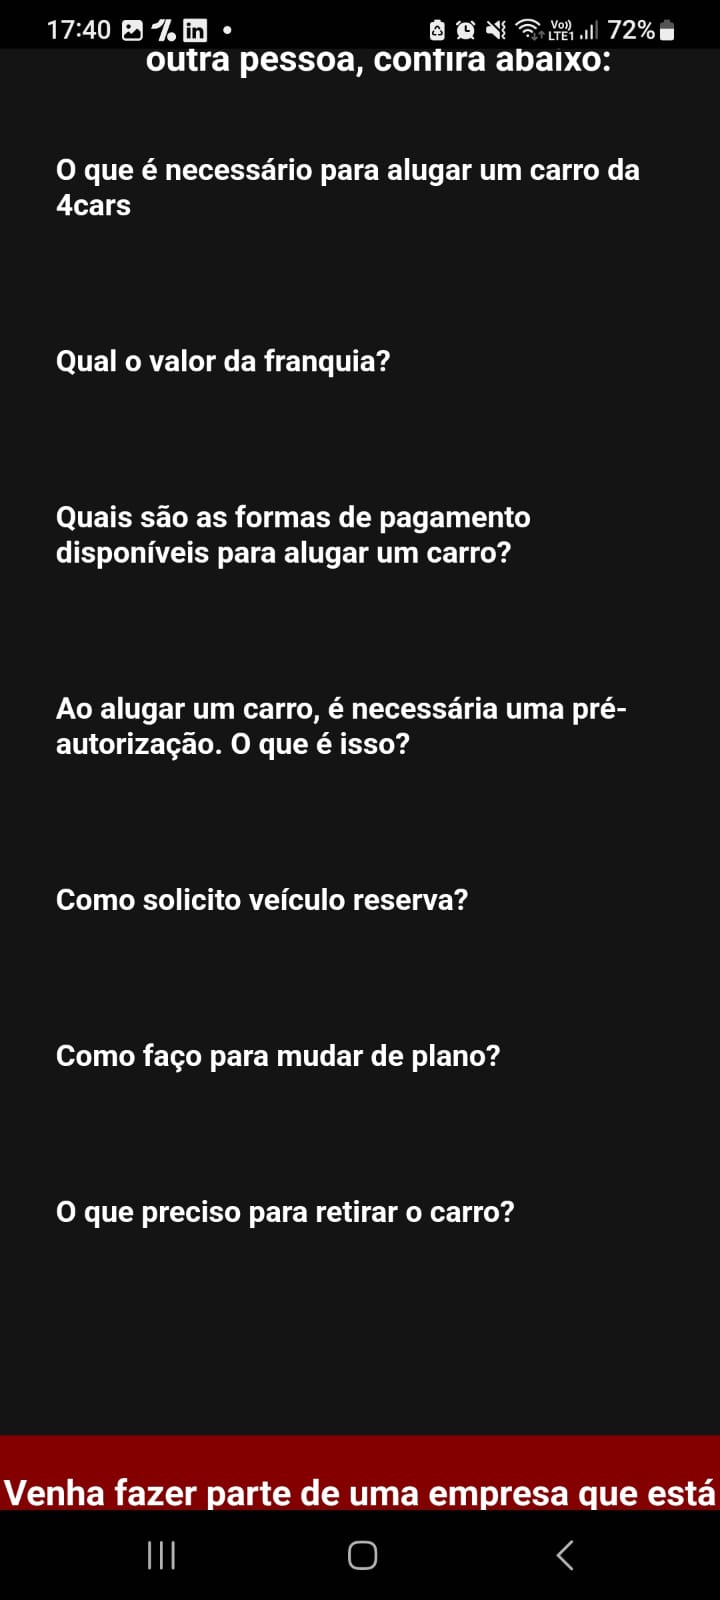 17:40
Vo))
LTE1
72%
outra pessoa, confira abaixo:
O que é necessário para alugar um carro da
4cars
Qual o valor da franquia?
Quais são as formas de pagamento
disponíveis para alugar um carro?
Ao alugar um carro, é necessária uma pré-
autorização. O que é isso?
Como solicito veículo reserva?
Como faço para mudar de plano?
O que preciso para retirar o carro?
Venha fazer parte de uma empresa que está